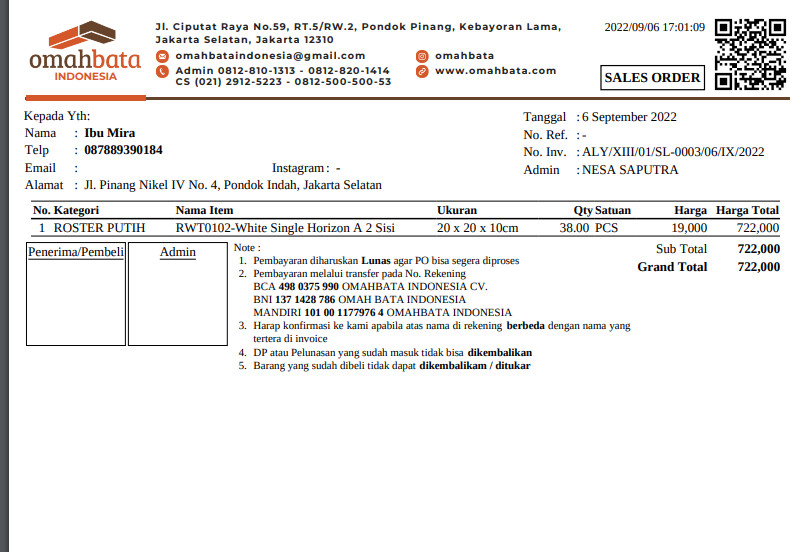 omahbata
INDONESIA
Jl. Ciputat Raya No.59, RT.5/RW.2, Pondok Pinang, Kebayoran Lama,
Jakarta Selatan, Jakarta 12310
omahbataindonesia@gmail.com
omahbata
Admin 0812-810-1313 - 0812-820-1414
www.omahbata.com
CS (021) 2912-5223 - 0812-500-500-53
2022/09/06 17:01:09
SALES ORDER
Kepada Yth:
Nama : Ibu Mira
Telp : 087889390184
Email : Instagram : -
Alamat : Jl. Pinang Nikel IV No. 4, Pondok Indah, Jakarta Selatan
Tanggal : 6 September 2022
No. Ref. : -
No. Inv. : ALY/XIII/01/SL-0003/06/IX/2022
Admin : NESA SAPUTRA
No. Kategori Nama Item Ukuran Qty Satuan Harga Harga Total
1 ROSTER PUTIH RWT0102-White Single Horizon A 2 Sisi 20 x 20 x 10cm 38.00 PCS 19,000 722,000
Penerima/Pembeli Admin
Note :
1. Pembayaran diharuskan Lunas agar PO bisa segera diproses
2. Pembayaran melalui transfer pada No. Rekening
BCA 498 0375 990 OMAHBATA INDONESIA CV.
BNI 137 1428 786 OMAH BATA INDONESIA
MANDIRI 101 00 1177976 4 OMAHBATA INDONESIA
3. Harap konfirmasi ke kami apabila atas nama di rekening berbeda dengan nama yang
tertera di invoice
4. DP atau Pelunasan yang sudah masuk tidak bisa dikembalikan
5. Barang yang sudah dibeli tidak dapat dikembalikam / ditukar
Sub Total 722,000
Grand Total 722,000